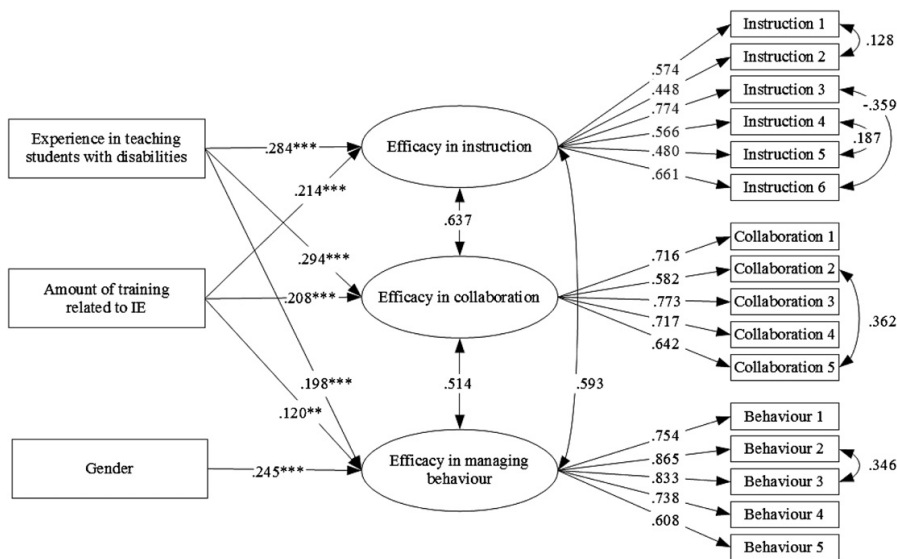 Instruction 1
.128
Instruction 2
.574
.448
Instruction 3
.774
-.359
Experience in teaching
students with disabilities
.284***
Efficacy in instruction
.566
Instruction 4
.187
.480
Instruction 5
.661
Instruction 6
.214***
.637
.716
Collaboration 1
.294***
.582
Collaboration 2
Amount of training
related to IE
.208***
Efficacy in collaboration
.773
Collaboration 3
.362
.717
Collaboration 4
.642
Collaboration 5
.198***
.514
.593
.120**
.754
Behaviour 1
Gender
.245***
Efficacy in managing
behaviour
.865
Behaviour 2
.346
.833
Behaviour 3
.738
Behaviour 4
.608
Behaviour 5